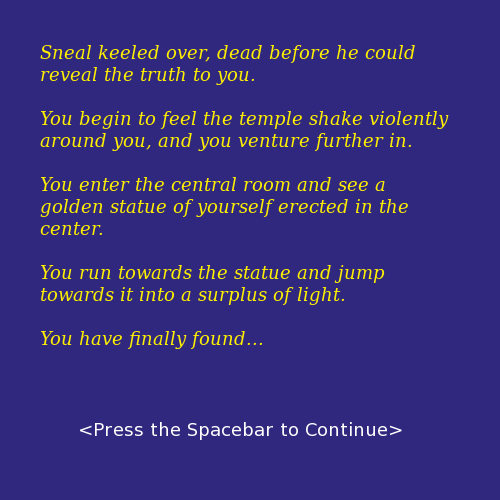 Sneal keeled over, dead before he could
reveal the truth to you.
You begin to feel the temple shake violently
around you, and you venture further in.
You enter the central room and see a
golden statue of yourself erected in the
center.
You run towards the statue and jump
towards it into a surplus of light.
You have finally found...
<Press the Spacebar to Continue>